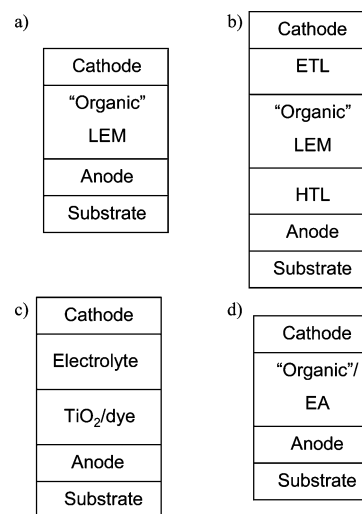 a)
Cathode
“Organic”
LEM
Anode
Substrate
b)
Cathode
ETL
“Organic”
LEM
HTL
Anode
Substrate
c)
Cathode
Electrolyte
TiO₂/dye
Anode
Substrate
d)
Cathode
“Organic”/
EA
Anode
Substrate